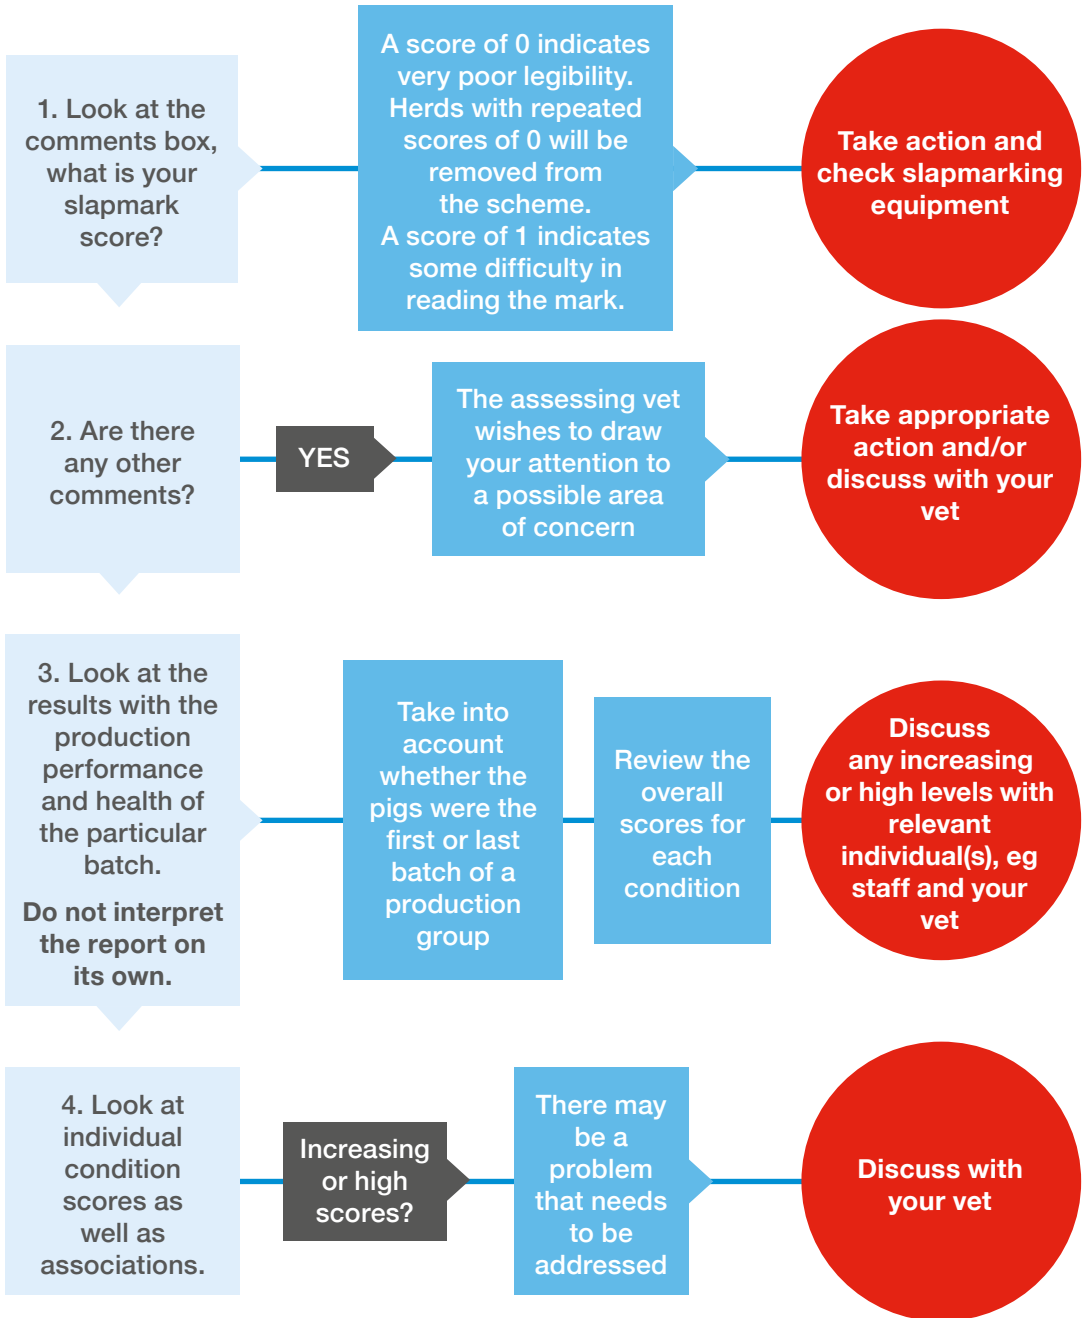 1. Look at the
comments box,
what is your
slapmark
score?
A score of 0 indicates
very poor legibility.
Herds with repeated
scores of 0 will be
removed from
the scheme.
A score of 1 indicates
some difficulty in
reading the mark.
Take action and
check slapmarking
equipment
2. Are there
any other
comments?
YES
The assessing vet
wishes to draw
your attention to
a possible area
of concern
Take appropriate
action and/or
discuss with your
vet
3. Look at the
results with the
production
performance
and health of
the particular
batch.
Do not interpret
the report on
its own.
Take into
account
whether the
pigs were the
first or last
batch of a
production
group
Review the
overall
scores for
each
condition
Discuss
any increasing
or high levels with
relevant
individual(s), eg
staff and your
vet
4. Look at
individual
condition
scores as
well as
associations.
Increasing
or high
scores?
There may
be a
problem
that needs
to be
addressed
Discuss with
your vet